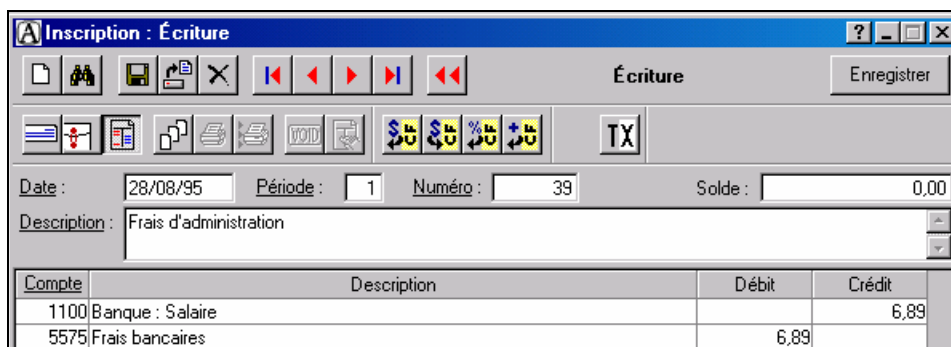 A Inscription : Écriture
Écriture Enregistrer
VOID $ $ % + TX
Date : 28/08/95 Période : 1 Numéro : 39 Solde : 0,00
Description : Frais d'administration
Compte Description Débit Crédit
1100 Banque : Salaire 6,89
5575 Frais bancaires 6,89